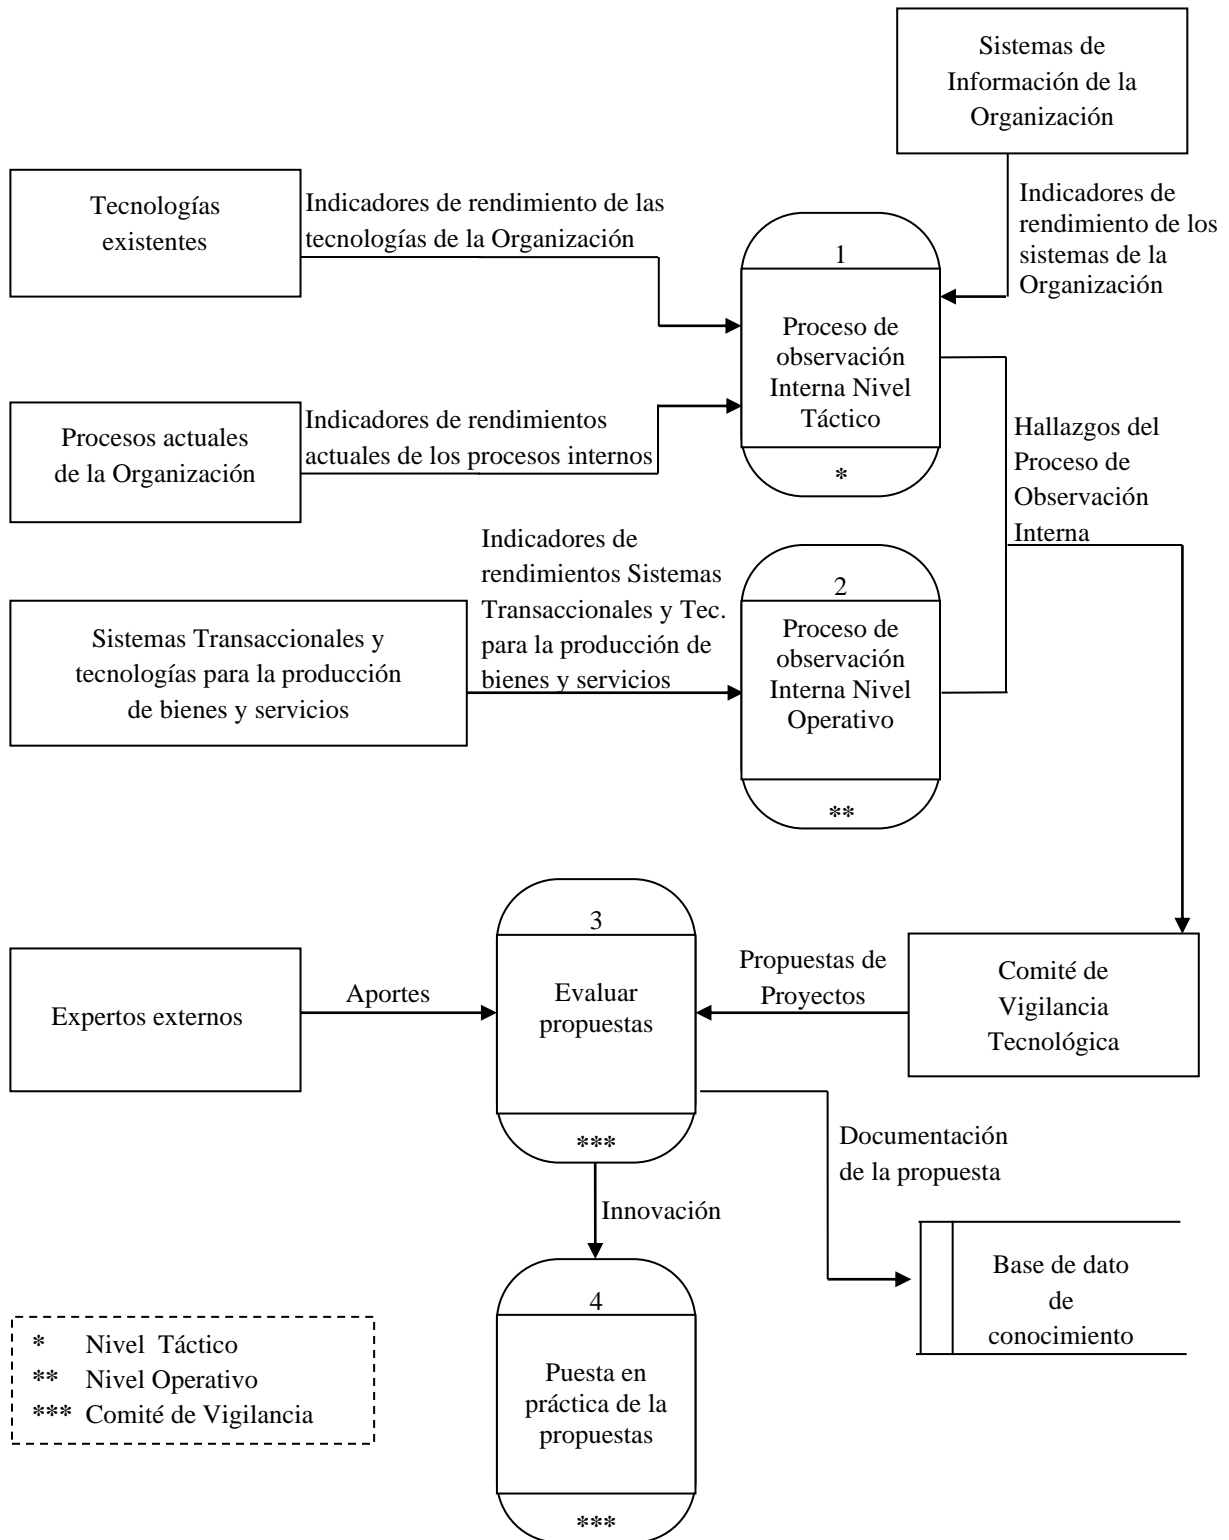 Sistemas de
Información de la
Organización
Tecnologías
existentes
Indicadores de rendimiento de las
tecnologías de la Organización
Indicadores de
rendimiento de los
sistemas de la
Organización
1
Proceso de
observación
Interna Nivel
Táctico
*
Procesos actuales
de la Organización
Indicadores de rendimientos
actuales de los procesos internos
Hallazgos del
Proceso de
Observación
Interna
Sistemas Transaccionales y
tecnologías para la producción
de bienes y servicios
Indicadores de
rendimientos Sistemas
Transaccionales y Tec.
para la producción de
bienes y servicios
2
Proceso de
observación
Interna Nivel
Operativo
**
Expertos externos
Aportes
3
Evaluar
propuestas
***
Propuestas de
Proyectos
Comité de
Vigilancia
Tecnológica
Documentación
de la propuesta
Innovación
Base de dato
de
conocimiento
4
Puesta en
práctica de la
propuestas
***
* Nivel Táctico
** Nivel Operativo
*** Comité de Vigilancia